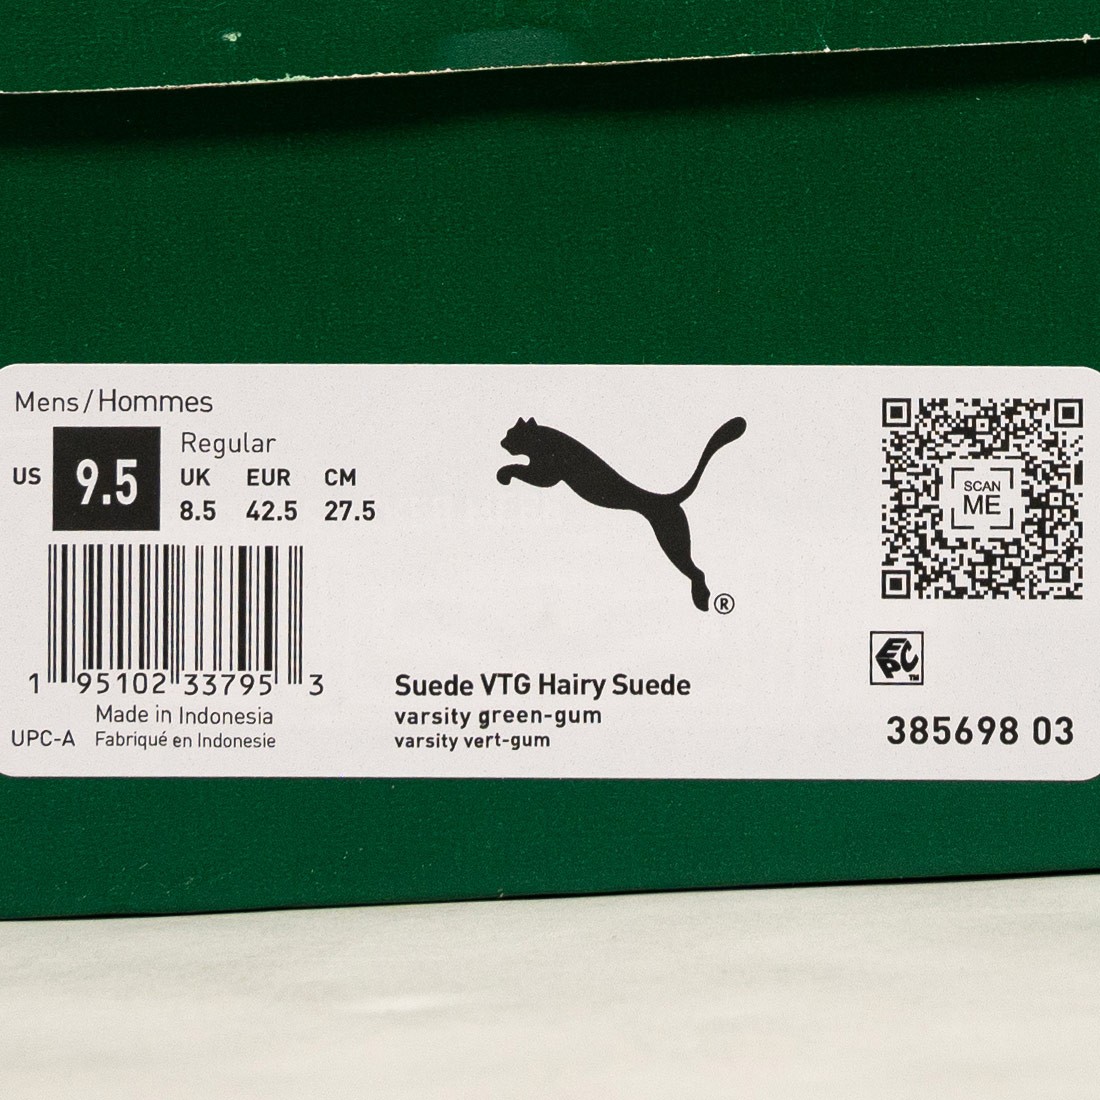 Mens/Hommes
US 9.5
Regular
UK EUR CM
8.5 42.5 27.5
1 95102 33795 3
Made in Indonesia
UPC-A Fabriqué en Indonesie
®
Suede VTG Hairy Suede
varsity green-gum
varsity vert-gum
SCAN
ME
EPC
™
385698 03